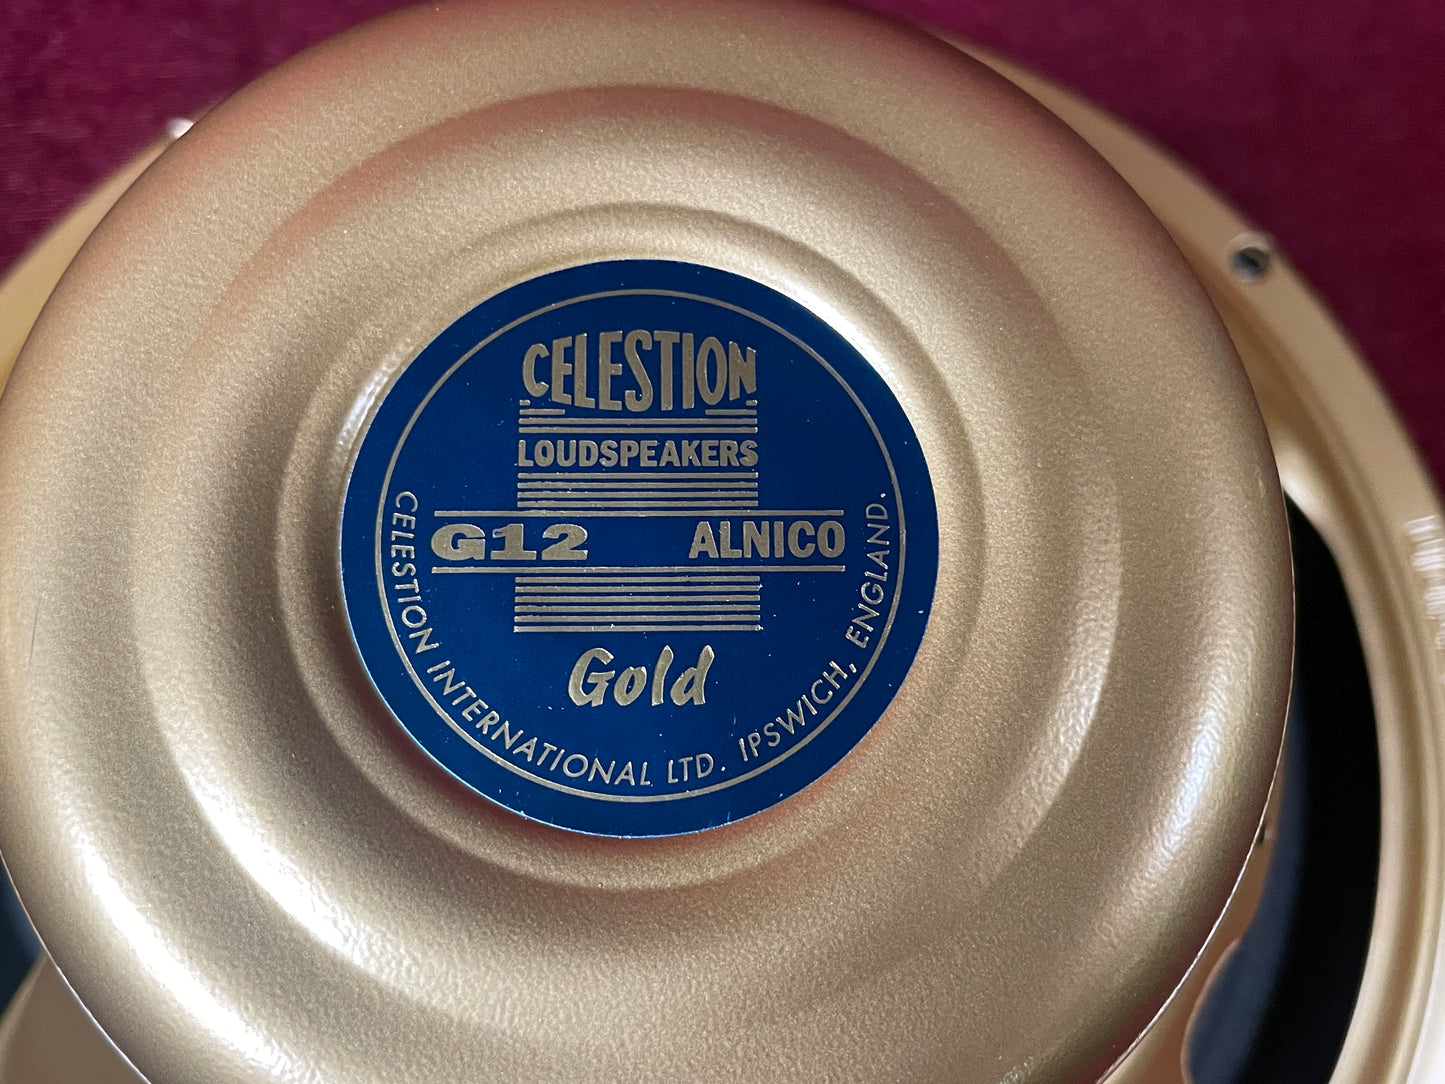 CELESTION
LOUDSPEAKERS
G12 ALNICO
Gold
CELESTION INTERNATIONAL LTD. IPSWICH, ENGLAND.